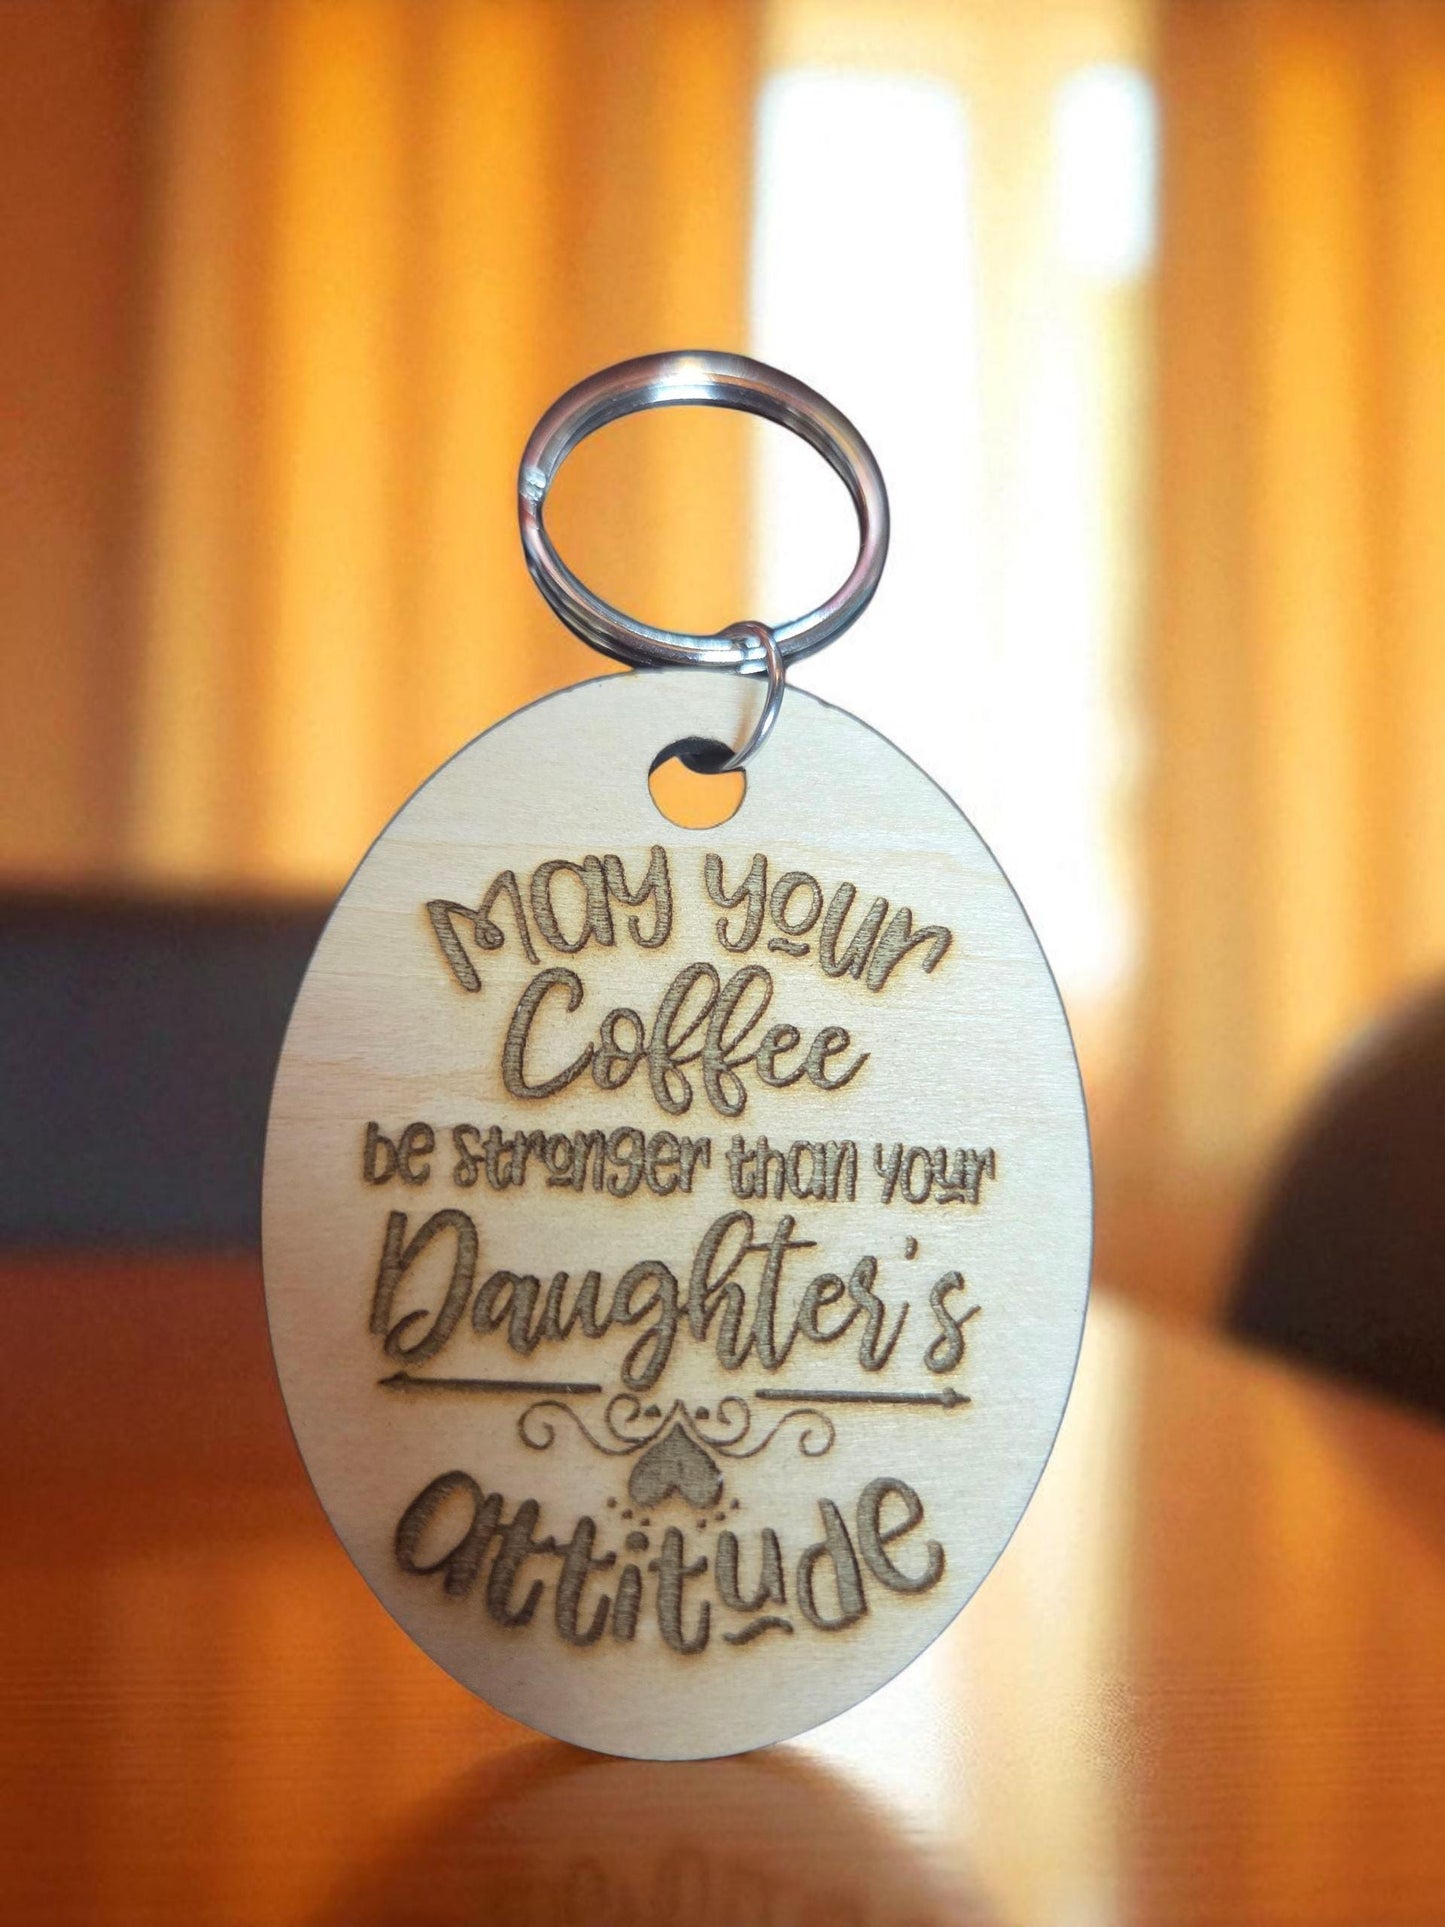 May your
Coffee
be stronger than your
Daughter's
attitude